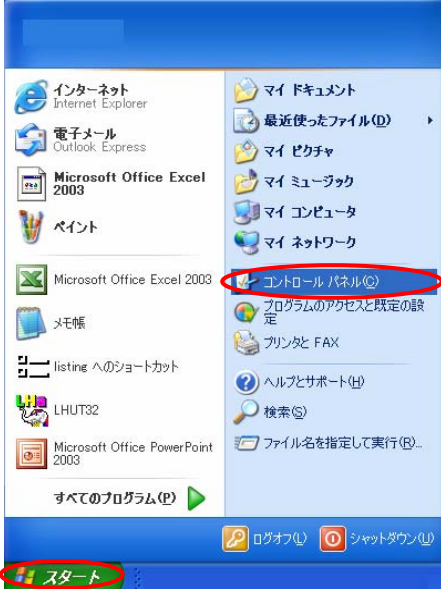 インターネット
Internet Explorer
電子メール
Outlook Express
Microsoft Office Excel
2003
ペイント
Microsoft Office Excel 2003
メモ帳
listing へのショートカット
LHUT32
Microsoft Office PowerPoint
2003
すべてのプログラム(P)
マイ ドキュメント
最近使ったファイル(D)
マイ ピクチャ
マイ ミュージック
マイ コンピュータ
マイ ネットワーク
コントロール パネル(C)
プログラムのアクセスと既定の設
定
プリンタと FAX
ヘルプとサポート(H)
検索(S)
ファイル名を指定して実行(R)...
ログオフ(L)
シャットダウン(U)
スタート